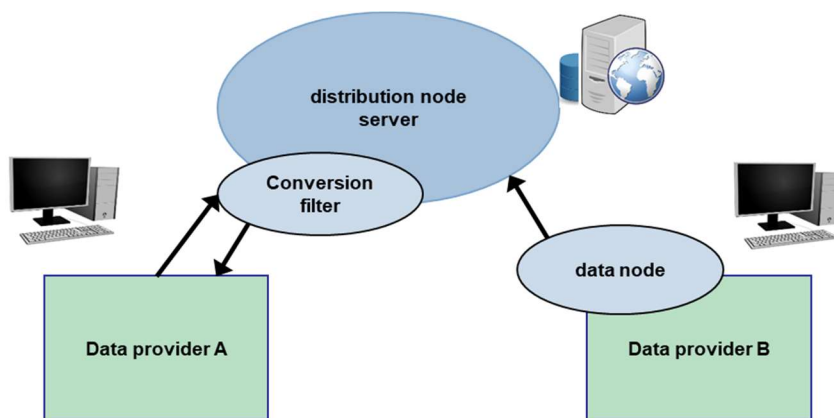 distribution node
server
Conversion
filter
data node
Data provider A
Data provider B